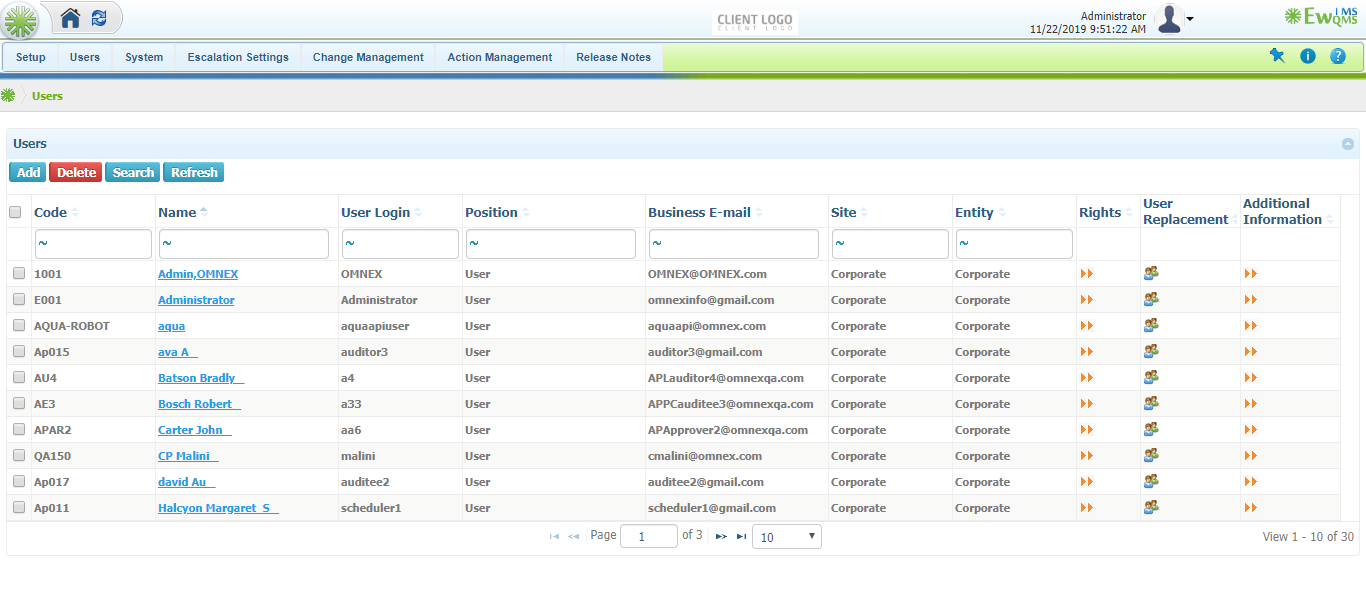 CLIENT LOGO
CLIENT LOGO
Administrator
11/22/2019 9:51:22 AM
EwIMS
QMS
Setup Users System Escalation Settings Change Management Action Management Release Notes
Users
Users
Add Delete Search Refresh
Code Name User Login Position Business E-mail Site Entity Rights User Replacement Additional Information
~ ~ ~ ~ ~ ~ ~
1001 Admin,OMNEX OMNEX User OMNEX@OMNEX.com Corporate Corporate
E001 Administrator Administrator User omnexinfo@gmail.com Corporate Corporate
AQUA-ROBOT aqua aquaapiuser User aquaapi@omnex.com Corporate Corporate
Ap015 ava A auditor3 User auditor3@gmail.com Corporate Corporate
AU4 Batson Bradly a4 User APLauditor4@omnexqa.com Corporate Corporate
AE3 Bosch Robert a33 User APPCauditee3@omnexqa.com Corporate Corporate
APAR2 Carter John aa6 User APApprover2@omnexqa.com Corporate Corporate
QA150 CP Malini malini User cmalini@omnex.com Corporate Corporate
Ap017 david Au auditee2 User auditee2@gmail.com Corporate Corporate
Ap011 Halcyon Margaret S scheduler1 User scheduler1@gmail.com Corporate Corporate
Page 1 of 3 10 View 1 - 10 of 30